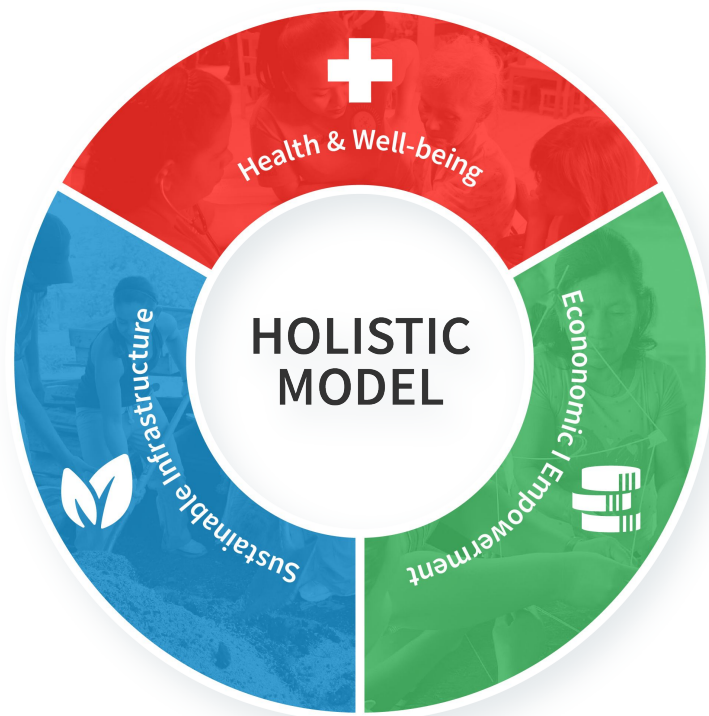 Health & Well-being
Econonomic I Empowerment
Sustainable Infrastructure
HOLISTIC
MODEL